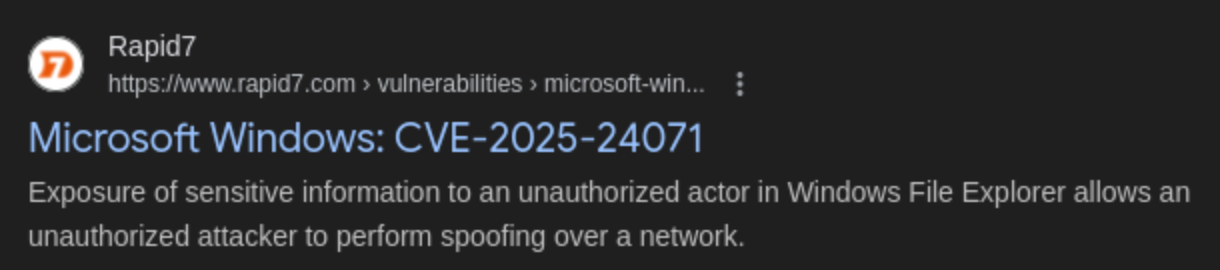 Rapid7
https://www.rapid7.com › vulnerabilities › microsoft-win...
Microsoft Windows: CVE-2025-24071
Exposure of sensitive information to an unauthorized actor in Windows File Explorer allows an
unauthorized attacker to perform spoofing over a network.